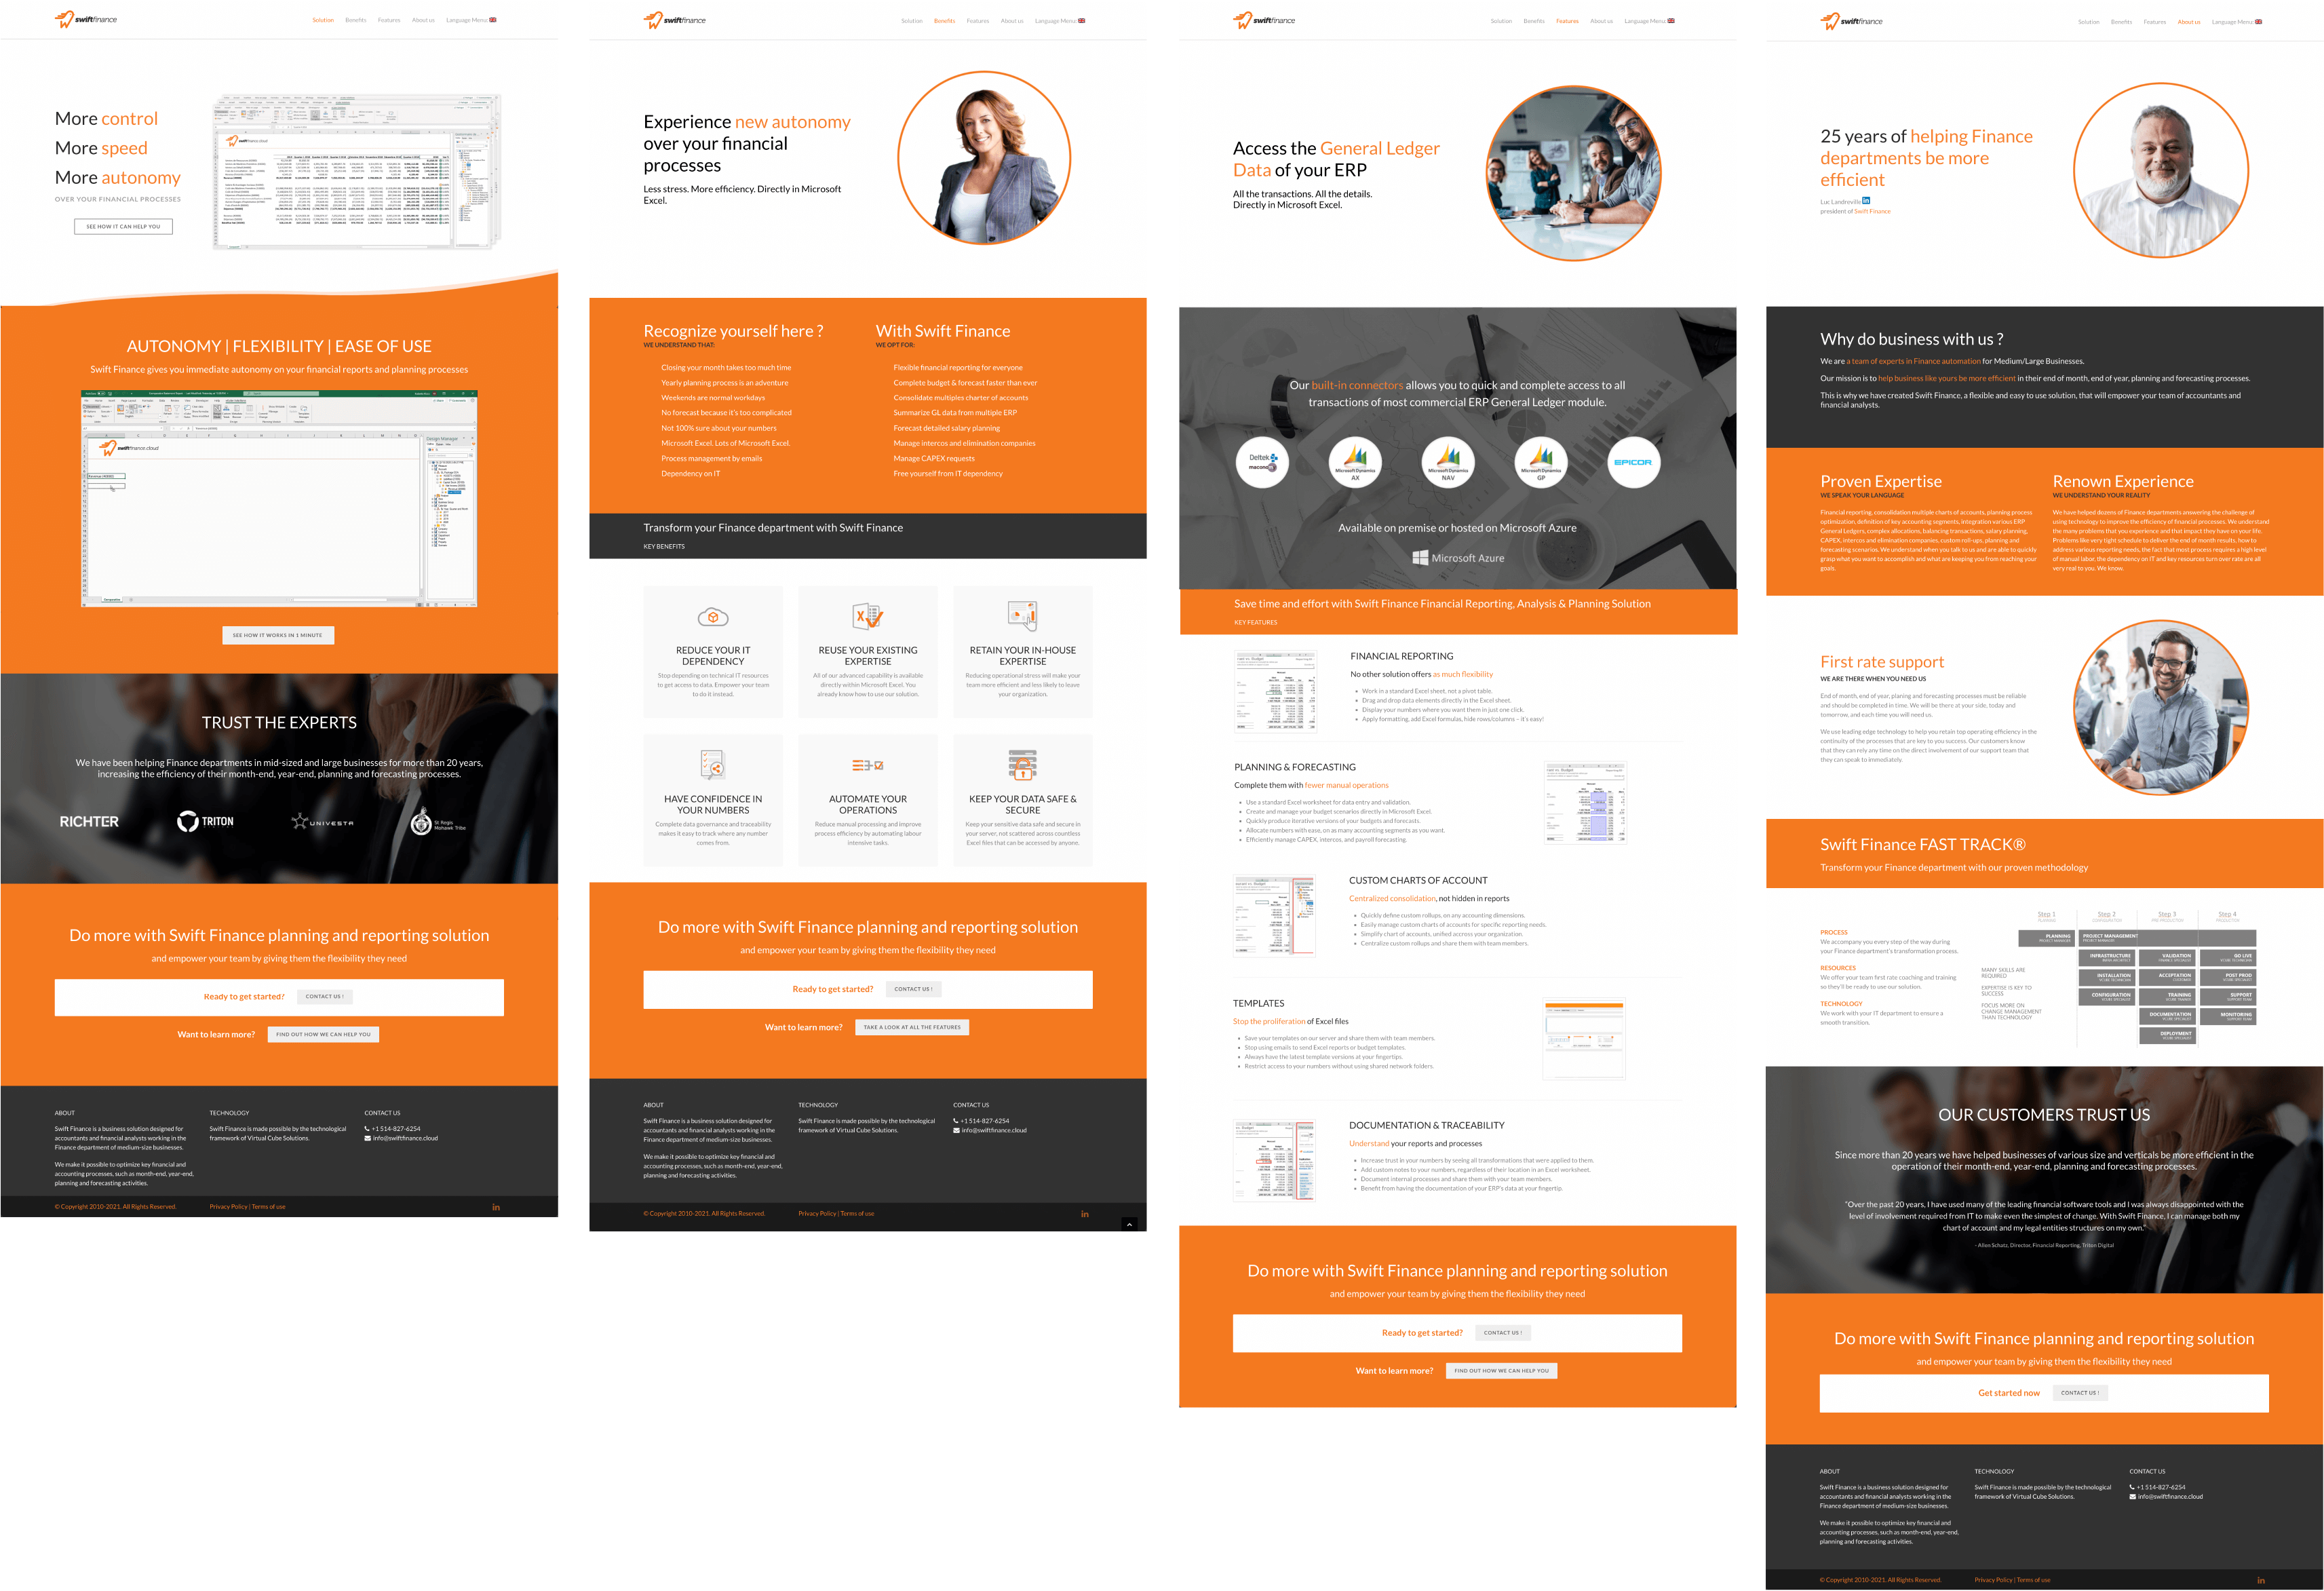 swiftfinance
Solution Benefits Features About us Language Menu:
More control
More speed
More autonomy
OVER YOUR FINANCIAL PROCESSES
SEE HOW IT CAN HELP YOU
swiftfinance.cloud
AUTONOMY | FLEXIBILITY | EASE OF USE
Swift Finance gives you immediate autonomy on your financial reports and planning processes
Design Manager
swiftfinance.cloud
SEE HOW IT WORKS IN 1 MINUTE
TRUST THE EXPERTS
We have been helping Finance departments in mid-sized and large businesses for more than 20 years,
increasing the efficiency of their month-end, year-end, planning and forecasting processes.
RICHTER
TRITON
UNIVESTA
St Regis
Mohawk Tribe
Do more with Swift Finance planning and reporting solution
and empower your team by giving them the flexibility they need
Ready to get started? CONTACT US !
Want to learn more? FIND OUT HOW WE CAN HELP YOU
ABOUT
Swift Finance is a business solution designed for
accountants and financial analysts working in the
Finance department of medium-size businesses.
We make it possible to optimize key financial and
accounting processes, such as month-end, year-end,
planning and forecasting activities.
TECHNOLOGY
Swift Finance is made possible by the technological
framework of Virtual Cube Solutions.
CONTACT US
+1 514-827-6254
info@swiftfinance.cloud
© Copyright 2010-2021. All Rights Reserved.
Privacy Policy | Terms of use
in
swiftfinance
Solution Benefits Features About us Language Menu:
Experience new autonomy
over your financial
processes
Less stress. More efficiency. Directly in Microsoft
Excel.
Recognize yourself here ?
WE UNDERSTAND THAT:
Closing your month takes too much time
Yearly planning process is an adventure
Weekends are normal workdays
No forecast because it's too complicated
Not 100% sure about your numbers
Microsoft Excel. Lots of Microsoft Excel.
Process management by emails
Dependency on IT
With Swift Finance
WE OPT FOR:
Flexible financial reporting for everyone
Complete budget & forecast faster than ever
Consolidate multiples charter of accounts
Summarize GL data from multiple ERP
Forecast detailed salary planning
Manage intercos and elimination companies
Manage CAPEX requests
Free yourself from IT dependency
Transform your Finance department with Swift Finance
KEY BENEFITS
REDUCE YOUR IT
DEPENDENCY
Stop depending on technical IT resources
to get access to data. Empower your team
to do it instead.
REUSE YOUR EXISTING
EXPERTISE
All of our advanced capability is available
directly within Microsoft Excel. You
already know how to use our solution.
RETAIN YOUR IN-HOUSE
EXPERTISE
Reducing operational stress will make your
team more efficient and less likely to leave
your organization.
HAVE CONFIDENCE IN
YOUR NUMBERS
Complete data governance and traceability
makes it easy to track where any number
comes from.
AUTOMATE YOUR
OPERATIONS
Reduce manual processing and improve
process efficiency by automating labour
intensive tasks.
KEEP YOUR DATA SAFE &
SECURE
Keep your sensitive data safe and secure in
your server, not scattered across countless
Excel files that can be accessed by anyone.
Do more with Swift Finance planning and reporting solution
and empower your team by giving them the flexibility they need
Ready to get started? CONTACT US !
Want to learn more? TAKE A LOOK AT ALL THE FEATURES
ABOUT
Swift Finance is a business solution designed for
accountants and financial analysts working in the
Finance department of medium-size businesses.
We make it possible to optimize key financial and
accounting processes, such as month-end, year-end,
planning and forecasting activities.
TECHNOLOGY
Swift Finance is made possible by the technological
framework of Virtual Cube Solutions.
CONTACT US
+1 514-827-6254
info@swiftfinance.cloud
© Copyright 2010-2021. All Rights Reserved.
Privacy Policy | Terms of use
in
swiftfinance
Solution Benefits Features About us Language Menu:
Access the General Ledger
Data of your ERP
All the transactions. All the details.
Directly in Microsoft Excel.
Our built-in connectors allows you to quick and complete access to all
transactions of most commercial ERP General Ledger module.
Deltek
maconomy
Microsoft Dynamics
AX
Microsoft Dynamics
NAV
Microsoft Dynamics
GP
EPICOR
Available on premise or hosted on Microsoft Azure
Microsoft Azure
Save time and effort with Swift Finance Financial Reporting, Analysis & Planning Solution
KEY FEATURES
FINANCIAL REPORTING
No other solution offers as much flexibility
• Work in a standard Excel sheet, not a pivot table.
• Drag and drop data elements directly in the Excel sheet.
• Display your numbers where you want them in just one click.
• Apply formatting, add Excel formulas, hide rows/columns – it's easy!
PLANNING & FORECASTING
Complete them with fewer manual operations
• Use a standard Excel worksheet for data entry and validation.
• Create and manage your budget scenarios directly in Microsoft Excel.
• Quickly produce iterative versions of your budgets and forecasts.
• Allocate numbers with ease, on as many accounting segments as you want.
• Efficiently manage CAPEX, intercos, and payroll forecasting.
CUSTOM CHARTS OF ACCOUNT
Centralized consolidation, not hidden in reports
• Quickly define custom rollups, on any accounting dimensions.
• Easily manage custom charts of accounts for specific reporting needs.
• Simplify chart of accounts, unified accross your organization.
• Centralize custom rollups and share them with team members.
TEMPLATES
Stop the proliferation of Excel files
• Save your templates on our server and share them with team members.
• Stop using emails to send Excel reports or budget templates.
• Always have the latest template versions at your fingertips.
• Restrict access to your numbers without using shared network folders.
DOCUMENTATION & TRACEABILITY
Understand your reports and processes
• Increase trust in your numbers by seeing all transformations that were applied to them.
• Add custom notes to your numbers, regardless of their location in an Excel worksheet.
• Document internal processes and share them with your team members.
• Benefit from having the documentation of your ERP's data at your fingertip.
Do more with Swift Finance planning and reporting solution
and empower your team by giving them the flexibility they need
Ready to get started? CONTACT US !
Want to learn more? FIND OUT HOW WE CAN HELP YOU
swiftfinance
Solution Benefits Features About us Language Menu:
25 years of helping Finance
departments be more
efficient
Luc Landreville in
president of Swift Finance
Why do business with us ?
We are a team of experts in Finance automation for Medium/Large Businesses.
Our mission is to help business like yours be more efficient in their end of month, end of year, planning and forecasting processes.
This is why we have created Swift Finance, a flexible and easy to use solution, that will empower your team of accountants and
financial analysts.
Proven Expertise
WE SPEAK YOUR LANGUAGE
Financial reporting, consolidation multiple charts of accounts, planning process
optimization, definition of key accounting segments, integration various ERP
General Ledgers, complex allocations, balancing transactions, salary planning,
CAPEX, intercos and elimination companies, custom roll-ups, planning and
forecasting scenarios. We understand when you talk to us and are able to quickly
grasp what you want to accomplish and what are keeping you from reaching your
goals.
Renown Experience
WE UNDERSTAND YOUR REALITY
We have helped dozens of Finance departments answering the challenge of
using technology to improve the efficiency of financial processes. We understand
the many problems that you experience and that impact they have on your life.
Problems like very tight schedule to deliver the end of month results, how to
address various reporting needs, the fact that most process requires a high level
of manual labor, the dependency on IT and key resources turn over rate are all
very real to you. We know.
First rate support
WE ARE THERE WHEN YOU NEED US
End of month, end of year, planing and forecasting processes must be reliable
and should be completed in time. We will be there at your side, today and
tomorrow, and each time you will need us.
We use leading edge technology to help you retain top operating efficiency in the
continuity of the processes that are key to you success. Our customers know
that they can rely any time on the direct involvement of our support team that
they can speak to immediately.
Swift Finance FAST TRACK®
Transform your Finance department with our proven methodology
PROCESS
We accompany you every step of the way during
your Finance department's transformation process.
RESOURCES
We offer your team first rate coaching and training
so they'll be ready to use our solution.
TECHNOLOGY
We work with your IT department to ensure a
smooth transition.
Step 1 Step 2 Step 3 Step 4
PLANNING
PROJECT MANAGEMENT
INFRASTRUCTURE VALIDATION GO LIVE
INSTALLATION ACCEPTATION POST PROD
CONFIGURATION TRAINING SUPPORT
DOCUMENTATION MONITORING
DEPLOYMENT
MANY SKILLS ARE
REQUIRED
EXPERTISE IS KEY TO
SUCCESS
FOCUS MORE ON
CHANGE MANAGEMENT
THAN TECHNOLOGY
OUR CUSTOMERS TRUST US
Since more than 20 years we have helped businesses of various size and verticals be more efficient in the
operation of their month-end, year-end, planning and forecasting processes.
"Over the past 20 years, I have used many of the leading financial software tools and I was always disappointed with the
level of involvement required from IT to make even the simplest of change. With Swift Finance, I can manage both my
chart of account and my legal entities structures on my own."
- Allen Schatz, Director, Financial Reporting, Triton Digital
Do more with Swift Finance planning and reporting solution
and empower your team by giving them the flexibility they need
Get started now CONTACT US !
ABOUT
Swift Finance is a business solution designed for
accountants and financial analysts working in the
Finance department of medium-size businesses.
We make it possible to optimize key financial and
accounting processes, such as month-end, year-end,
planning and forecasting activities.
TECHNOLOGY
Swift Finance is made possible by the technological
framework of Virtual Cube Solutions.
CONTACT US
+1 514-827-6254
info@swiftfinance.cloud
© Copyright 2010-2021. All Rights Reserved.
Privacy Policy | Terms of use
in